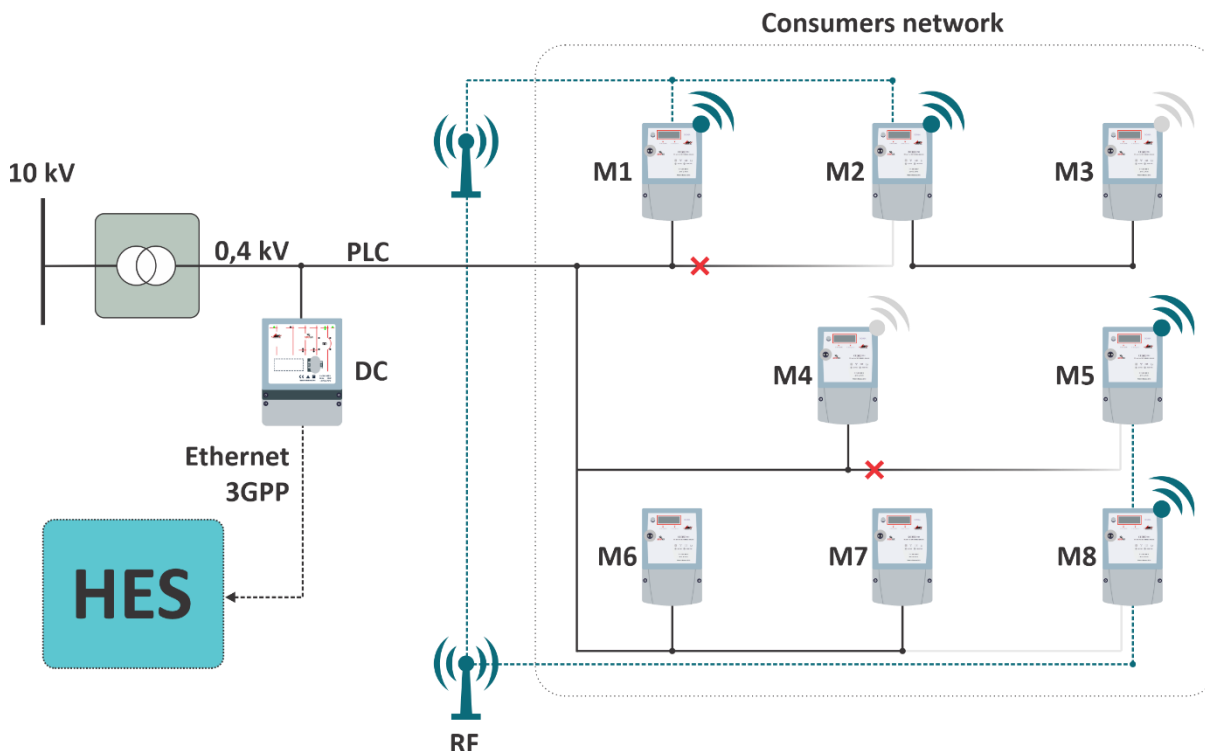 Consumers network
10 kV
0,4 kV
PLC
M1
M2
M3
DC
M4
M5
Ethernet
3GPP
HES
M6
M7
M8
RF